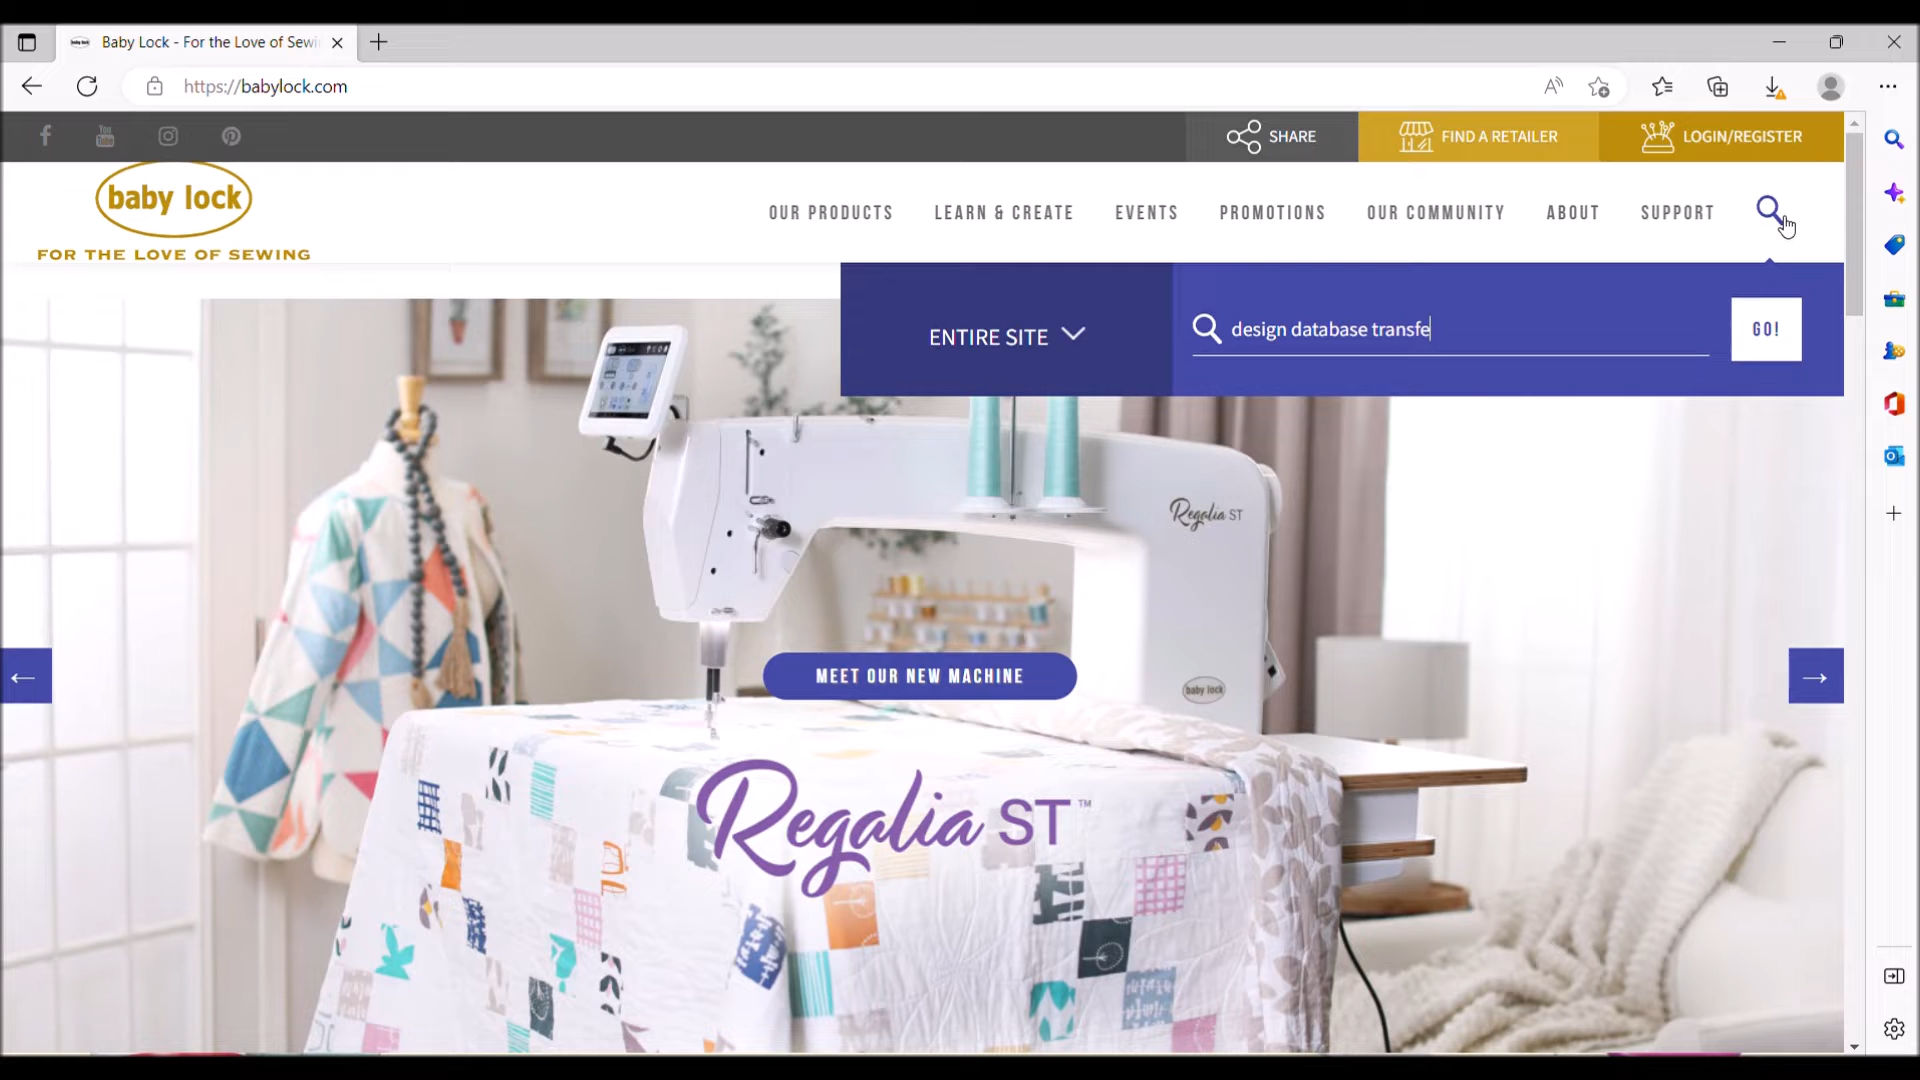 Baby Lock - For the Love of Sewi
https://babylock.com
SHARE
FIND A RETAILER
LOGIN/REGISTER
baby lock
FOR THE LOVE OF SEWING
OUR PRODUCTS
LEARN & CREATE
EVENTS
PROMOTIONS
OUR COMMUNITY
ABOUT
SUPPORT
ENTIRE SITE
design database transfe
GO!
Regalia ST
baby lock
MEET OUR NEW MACHINE
Regalia ST™